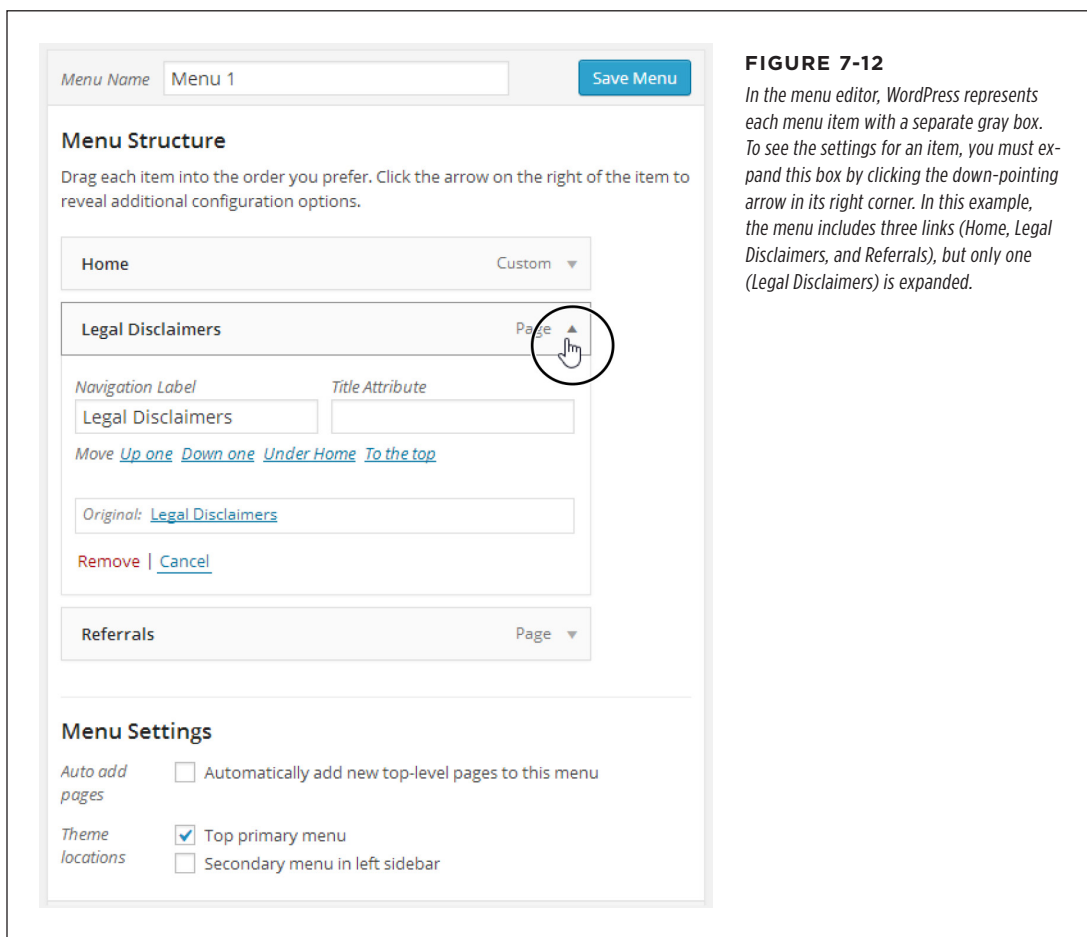 Menu Name Menu 1 Save Menu
Menu Structure
Drag each item into the order you prefer. Click the arrow on the right of the item to
reveal additional configuration options.
Home Custom
Legal Disclaimers Page
Navigation Label Title Attribute
Legal Disclaimers
Move Up one Down one Under Home To the top
Original: Legal Disclaimers
Remove | Cancel
Referrals Page
Menu Settings
Auto add Automatically add new top-level pages to this menu
pages
Theme Top primary menu
locations Secondary menu in left sidebar
FIGURE 7-12
In the menu editor, WordPress represents
each menu item with a separate gray box.
To see the settings for an item, you must ex-
pand this box by clicking the down-pointing
arrow in its right corner. In this example,
the menu includes three links (Home, Legal
Disclaimers, and Referrals), but only one
(Legal Disclaimers) is expanded.